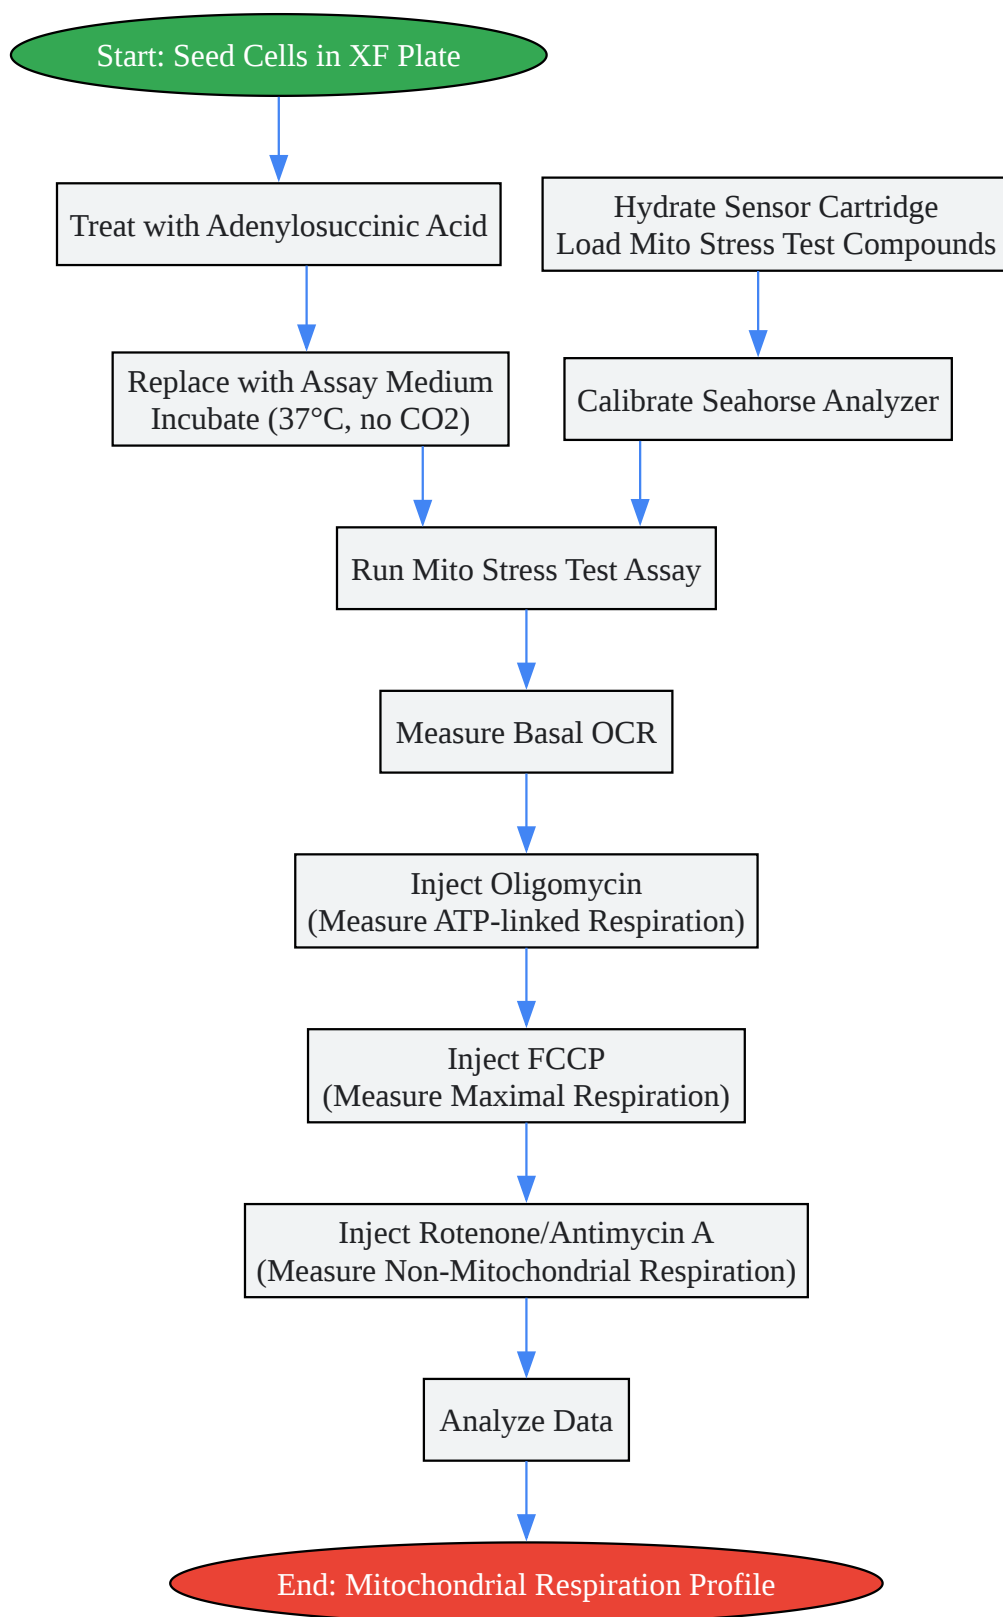 Start: Seed Cells in XF Plate
Treat with Adenylosuccinic Acid
Hydrate Sensor Cartridge
Load Mito Stress Test Compounds
Replace with Assay Medium
Incubate (37°C, no CO2)
Calibrate Seahorse Analyzer
Run Mito Stress Test Assay
Measure Basal OCR
Inject Oligomycin
(Measure ATP-linked Respiration)
Inject FCCP
(Measure Maximal Respiration)
Inject Rotenone/Antimycin A
(Measure Non-Mitochondrial Respiration)
Analyze Data
End: Mitochondrial Respiration Profile